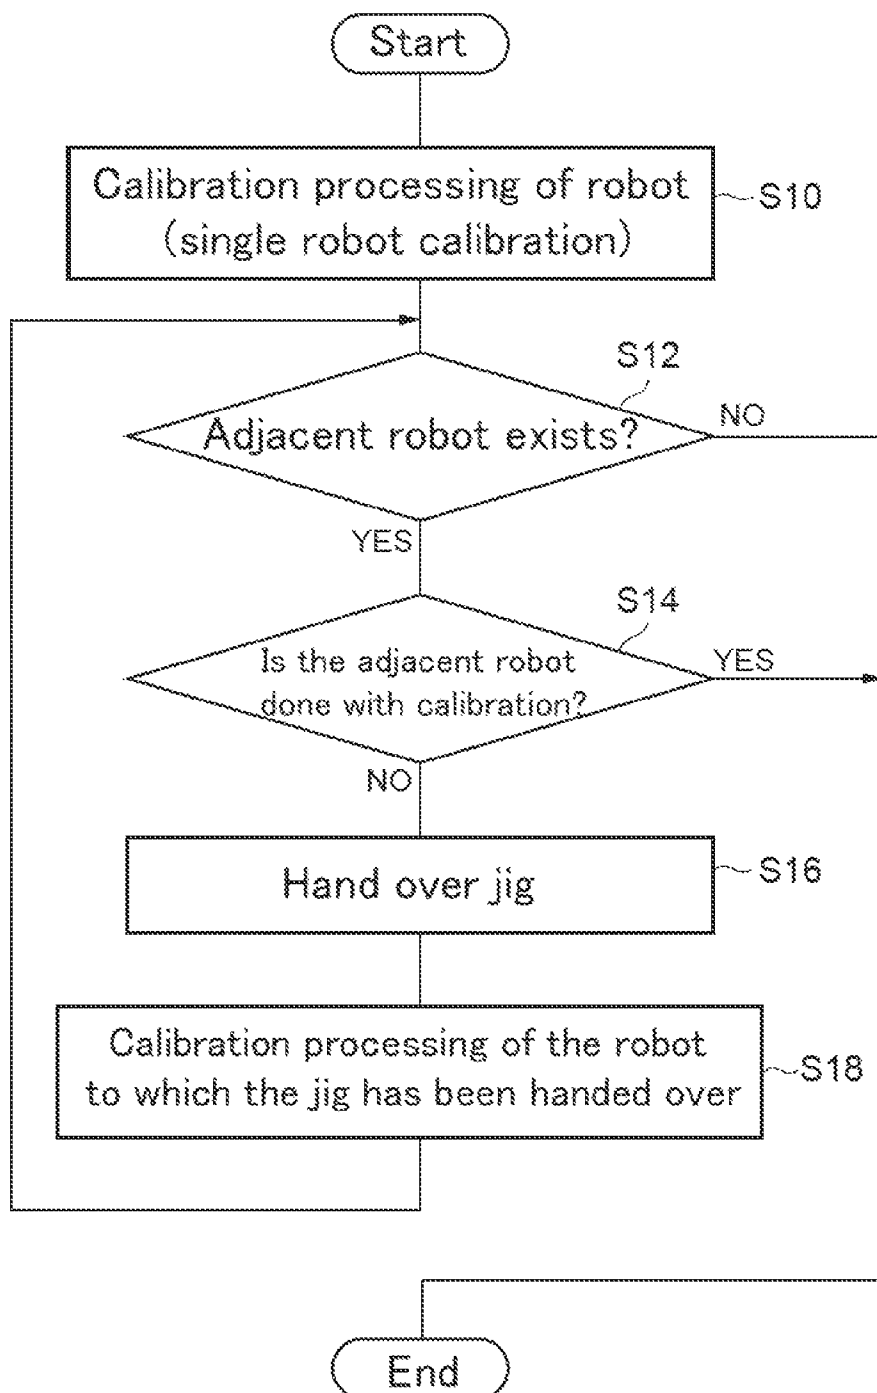 Start
Calibration processing of robot
(single robot calibration)
S10
S12
Adjacent robot exists?
NO
YES
S14
Is the adjacent robot
done with calibration?
YES
NO
Hand over jig
S16
Calibration processing of the robot
to which the jig has been handed over
S18
End